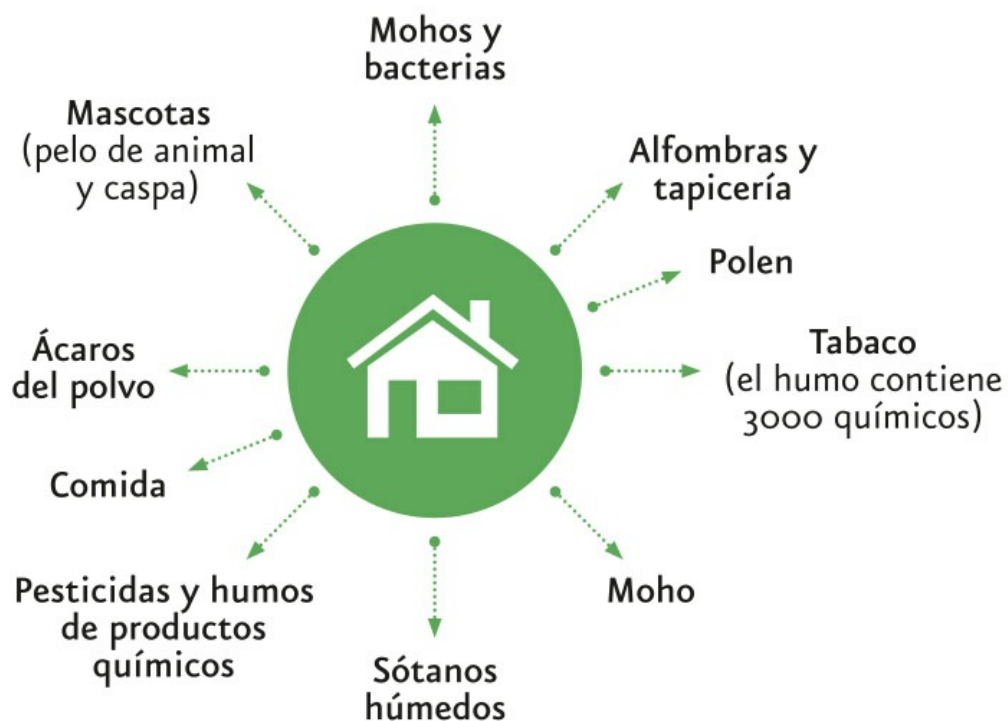 Mohos y
bacterias
Mascotas
(pelo de animal
y caspa)
Alfombras y
tapicería
Polen
Ácaros
del polvo
Tabaco
(el humo contiene
3000 químicos)
Comida
Pesticidas y humos
de productos
químicos
Moho
Sótanos
húmedos